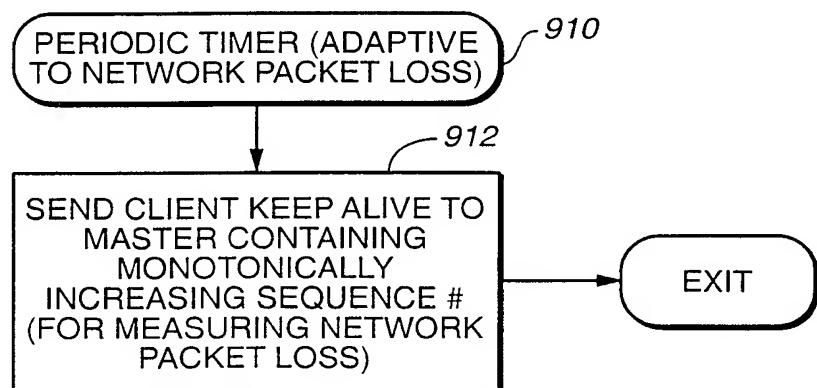 PERIODIC TIMER (ADAPTIVE
TO NETWORK PACKET LOSS)
910
912
SEND CLIENT KEEP ALIVE TO
MASTER CONTAINING
MONOTONICALLY
INCREASING SEQUENCE #
(FOR MEASURING NETWORK
PACKET LOSS)
EXIT